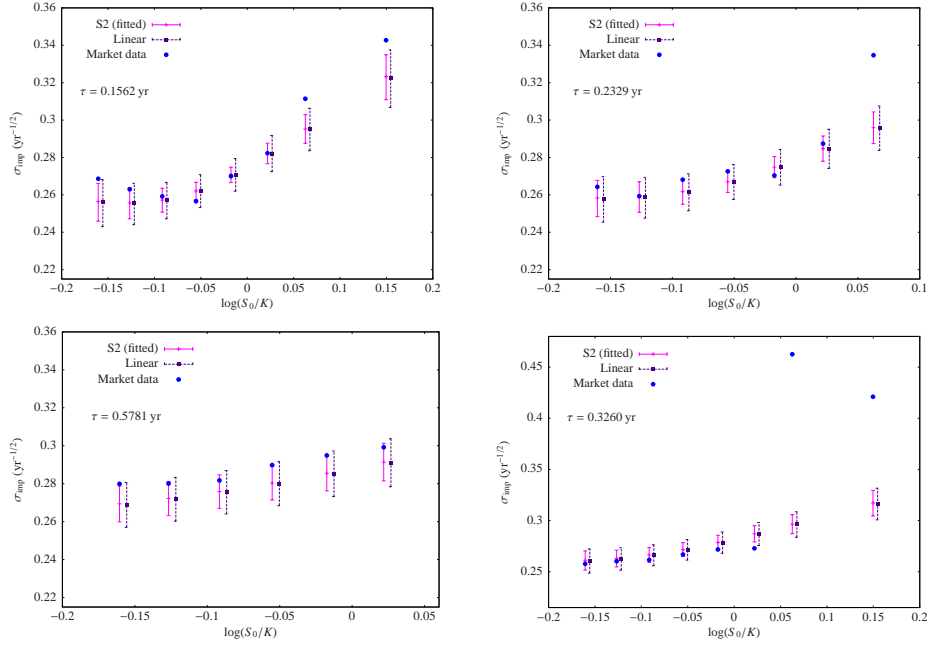 0.36
0.34
0.32
0.3
0.28
0.26
0.24
0.22
σimp (yr−1/2)
S2 (fitted)
Linear
Market data
τ = 0.1562 yr
−0.2 −0.15 −0.1 −0.05 0 0.05 0.1 0.15 0.2
log(S0/K)
0.36
0.34
0.32
0.3
0.28
0.26
0.24
0.22
σimp (yr−1/2)
S2 (fitted)
Linear
Market data
τ = 0.2329 yr
−0.2 −0.15 −0.1 −0.05 0 0.05 0.1
log(S0/K)
0.36
0.34
0.32
0.3
0.28
0.26
0.24
0.22
σimp (yr−1/2)
S2 (fitted)
Linear
Market data
τ = 0.5781 yr
−0.2 −0.15 −0.1 −0.05 0 0.05
log(S0/K)
0.45
0.4
0.35
0.3
0.25
σimp (yr−1/2)
S2 (fitted)
Linear
Market data
τ = 0.3260 yr
−0.2 −0.15 −0.1 −0.05 0 0.05 0.1 0.15 0.2
log(S0/K)